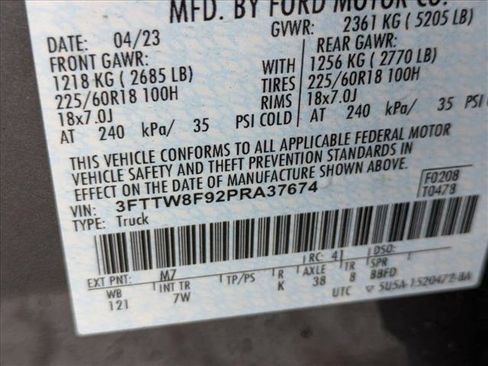 MFD. BY FORD MOTOR CO.
DATE: 04/23 GVWR: 2361 KG ( 5205 LB)
FRONT GAWR: REAR GAWR:
1218 KG ( 2685 LB) WITH 1256 KG ( 2770 LB)
225/60R18 100H TIRES 225/60R18 100H
18x7.0J RIMS 18x7.0J
AT 240 kPa/ 35 PSI COLD AT 240 kPa/ 35 PSI COLD
THIS VEHICLE CONFORMS TO ALL APPLICABLE FEDERAL MOTOR
VEHICLE SAFETY AND THEFT PREVENTION STANDARDS IN
EFFECT ON THE DATE OF MANUFACTURE SHOWN ABOVE.
VIN: 3FTTW8F92PRA37674 F0208
TYPE: Truck T0478
EXT PNT: M7 RC: 41 DSO:
WB INT TR TP/PS R AXLE TR SPR
121 7W K 38 8 BBFD
UTC 5U5A-1520472-BA